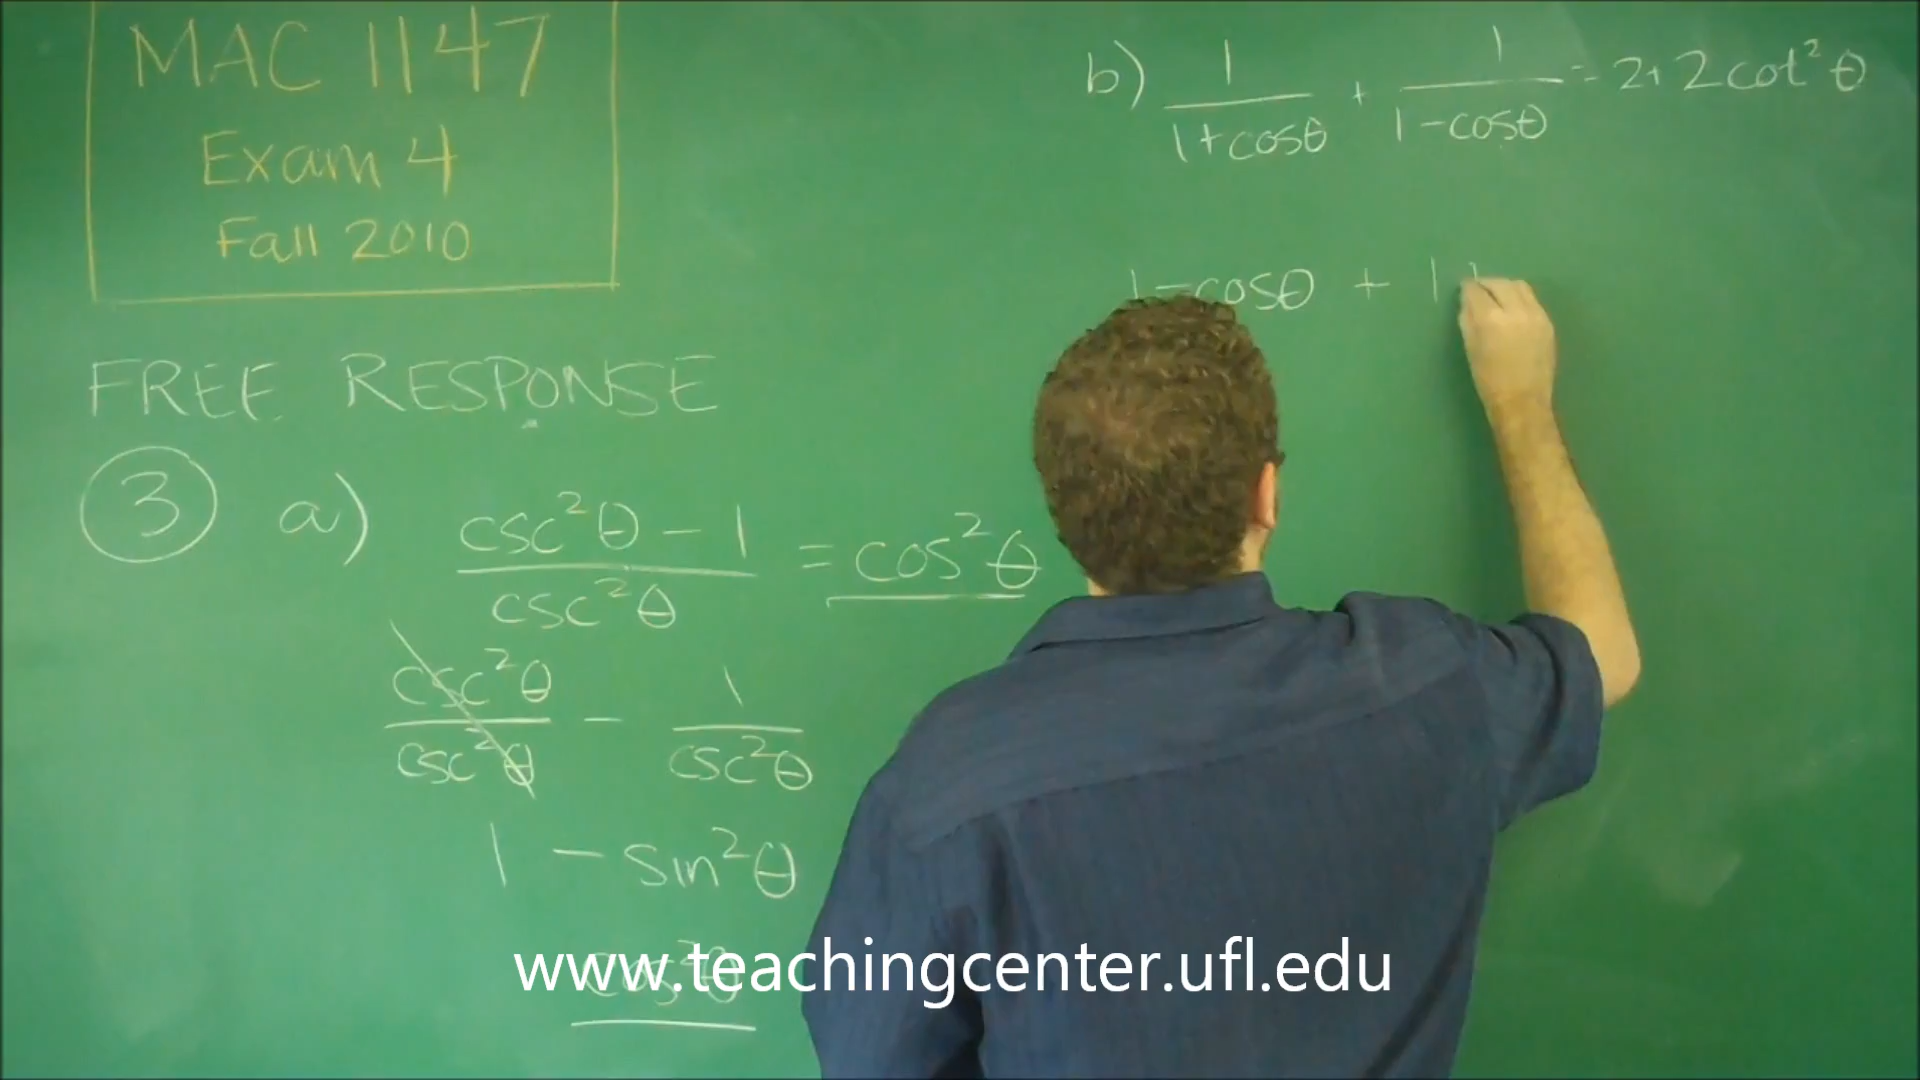 MAC 1147
Exam 4
Fall 2010
FREE RESPONSE
3 a) csc²θ - 1 / csc²θ = cos²θ
csc²θ / csc²θ - 1 / csc²θ
1 - sin²θ
cos²θ
b) 1 / 1+cosθ + 1 / 1-cosθ = 2+2cot²θ
1-cosθ + 1+
www.teachingcenter.ufl.edu